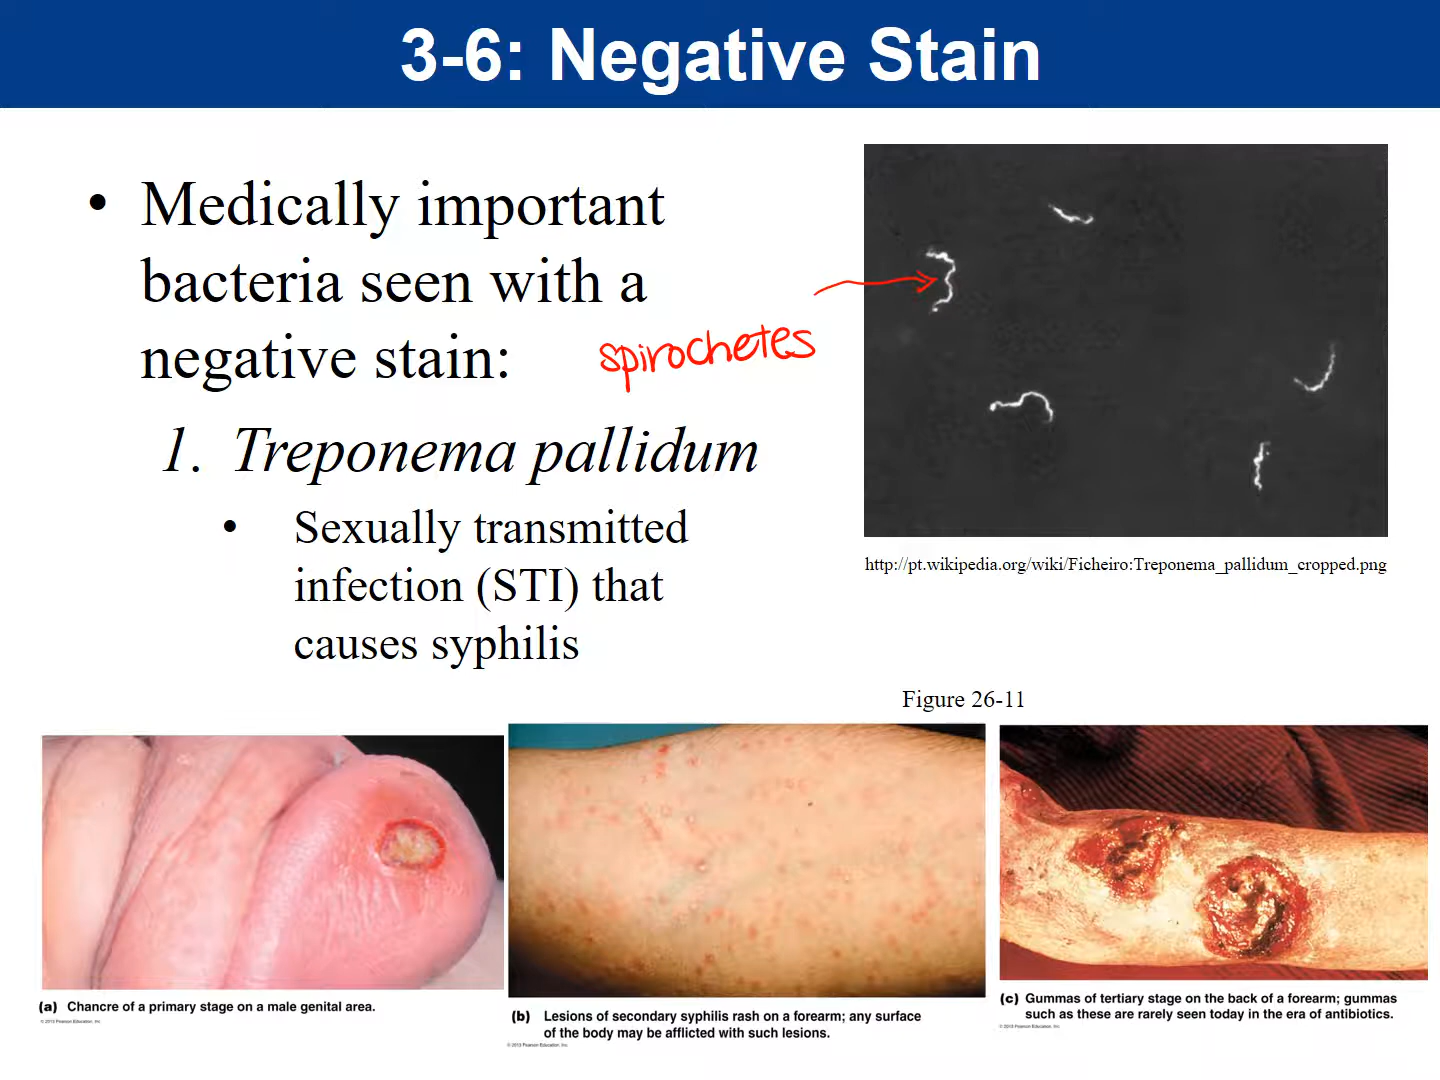 3-6: Negative Stain
• Medically important
bacteria seen with a
negative stain:
spirochetes
1. Treponema pallidum
• Sexually transmitted
infection (STI) that
causes syphilis
http://pt.wikipedia.org/wiki/Ficheiro:Treponema_pallidum_cropped.png
Figure 26-11
(a) Chancre of a primary stage on a male genital area.
© 2013 Pearson Education, Inc.
(b) Lesions of secondary syphilis rash on a forearm; any surface
of the body may be afflicted with such lesions.
© 2013 Pearson Education, Inc.
(c) Gummas of tertiary stage on the back of a forearm; gummas
such as these are rarely seen today in the era of antibiotics.
© 2013 Pearson Education, Inc.